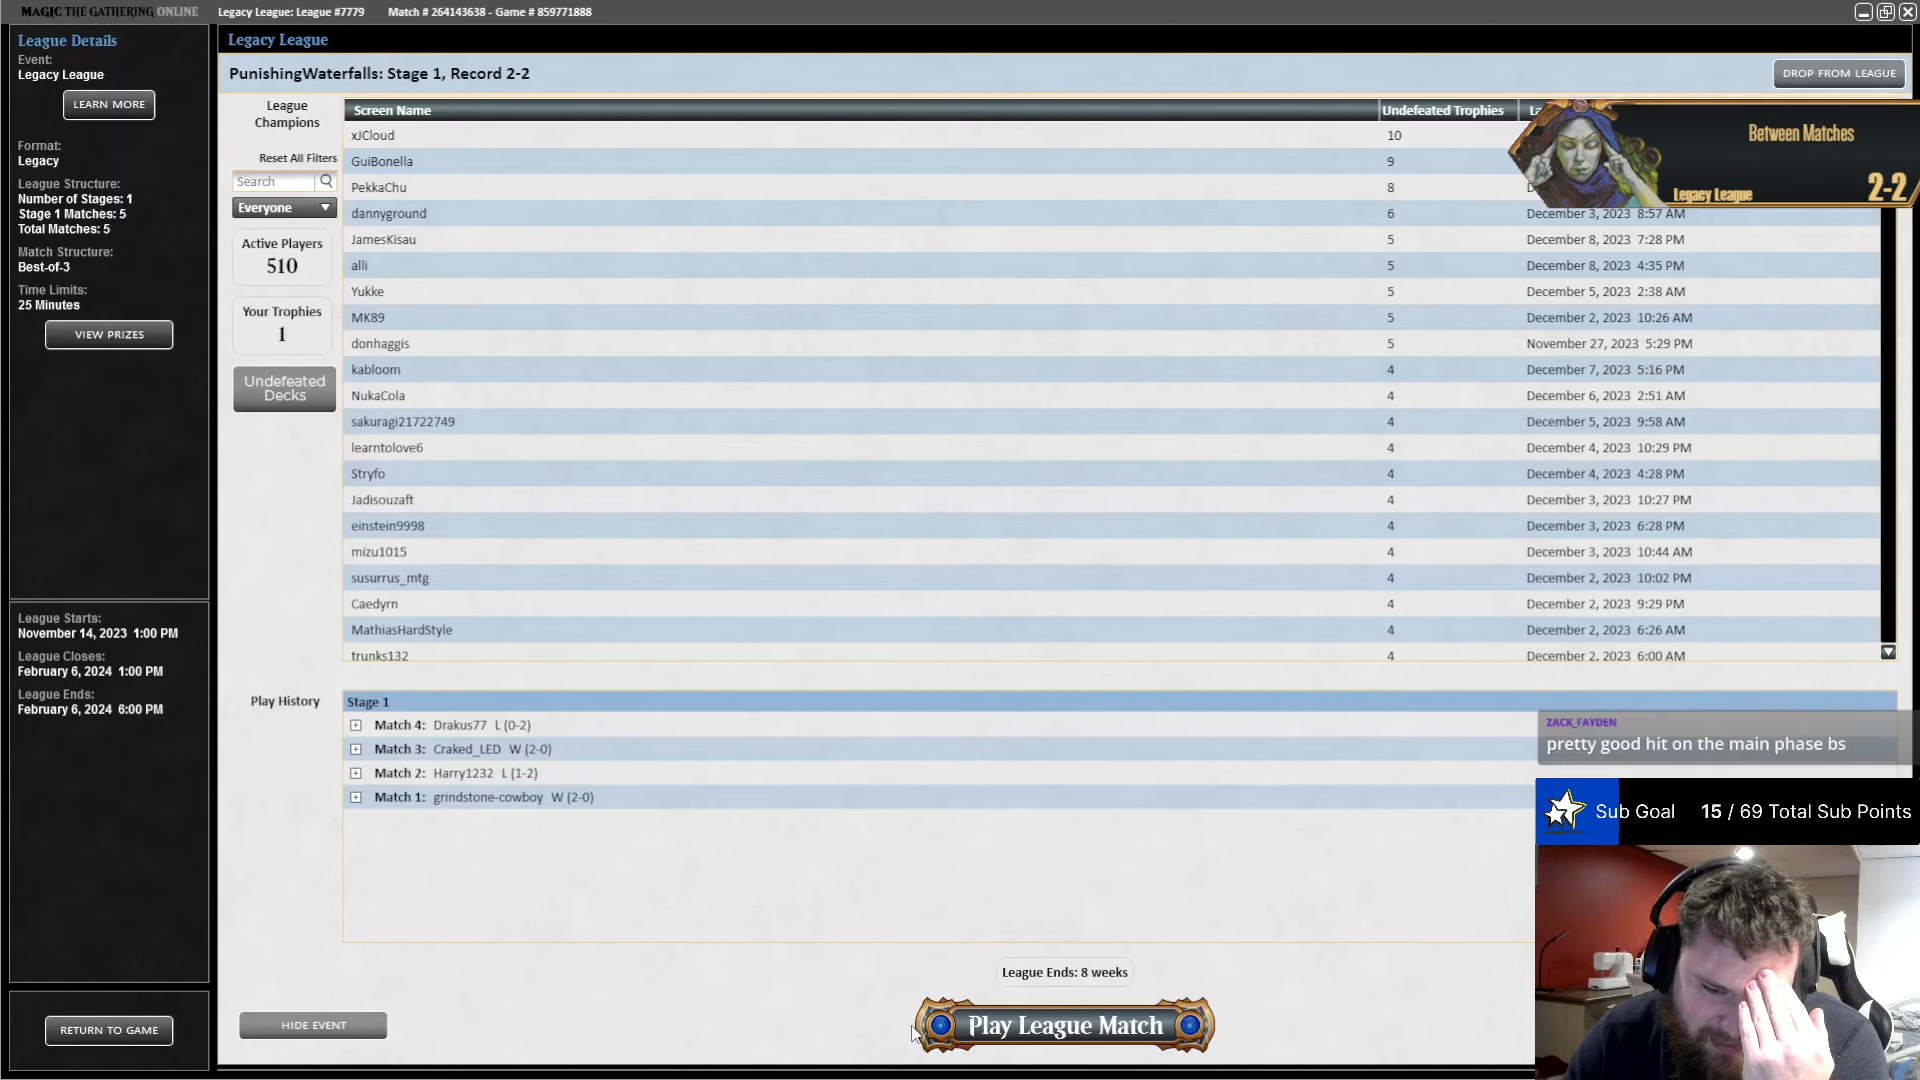 MAGIC THE GATHERING ONLINE
Legacy League: League #7779
Match # 264143638 - Game # 859771888
League Details
Event:
Legacy League
LEARN MORE
Format:
Legacy
League Structure:
Number of Stages: 1
Stage 1 Matches: 5
Total Matches: 5
Match Structure:
Best-of-3
Time Limits:
25 Minutes
VIEW PRIZES
League Starts:
November 14, 2023 1:00 PM
League Closes:
February 6, 2024 1:00 PM
League Ends:
February 6, 2024 6:00 PM
RETURN TO GAME
Legacy League
PunishingWaterfalls: Stage 1, Record 2-2
DROP FROM LEAGUE
League
Champions
Reset All Filters
Search
Everyone
Active Players
510
Your Trophies
1
Undefeated
Decks
Screen Name Undefeated Trophies
xJCloud 10
GuiBonella 9
PekkaChu 8
dannyground 6 December 3, 2023 8:57 AM
JamesKisau 5 December 8, 2023 7:28 PM
alli 5 December 8, 2023 4:35 PM
Yukke 5 December 5, 2023 2:38 AM
MK89 5 December 2, 2023 10:26 AM
donhaggis 5 November 27, 2023 5:29 PM
kabloom 4 December 7, 2023 5:16 PM
NukaCola 4 December 6, 2023 2:51 AM
sakuragi21722749 4 December 5, 2023 9:58 AM
learntolove6 4 December 4, 2023 10:29 PM
Stryfo 4 December 4, 2023 4:28 PM
Jadisouzaft 4 December 3, 2023 10:27 PM
einstein9998 4 December 3, 2023 6:28 PM
mizu1015 4 December 3, 2023 10:44 AM
susurrus_mtg 4 December 2, 2023 10:02 PM
Caedyrn 4 December 2, 2023 9:29 PM
MathiasHardStyle 4 December 2, 2023 6:26 AM
trunks132 4 December 2, 2023 6:00 AM
Between Matches
Legacy League
2-2
Play History
Stage 1
Match 4: Drakus77 L (0-2)
Match 3: Craked_LED W (2-0)
Match 2: Harry1232 L (1-2)
Match 1: grindstone-cowboy W (2-0)
ZACK_FAYDEN
pretty good hit on the main phase bs
Sub Goal 15 / 69 Total Sub Points
League Ends: 8 weeks
HIDE EVENT
Play League Match